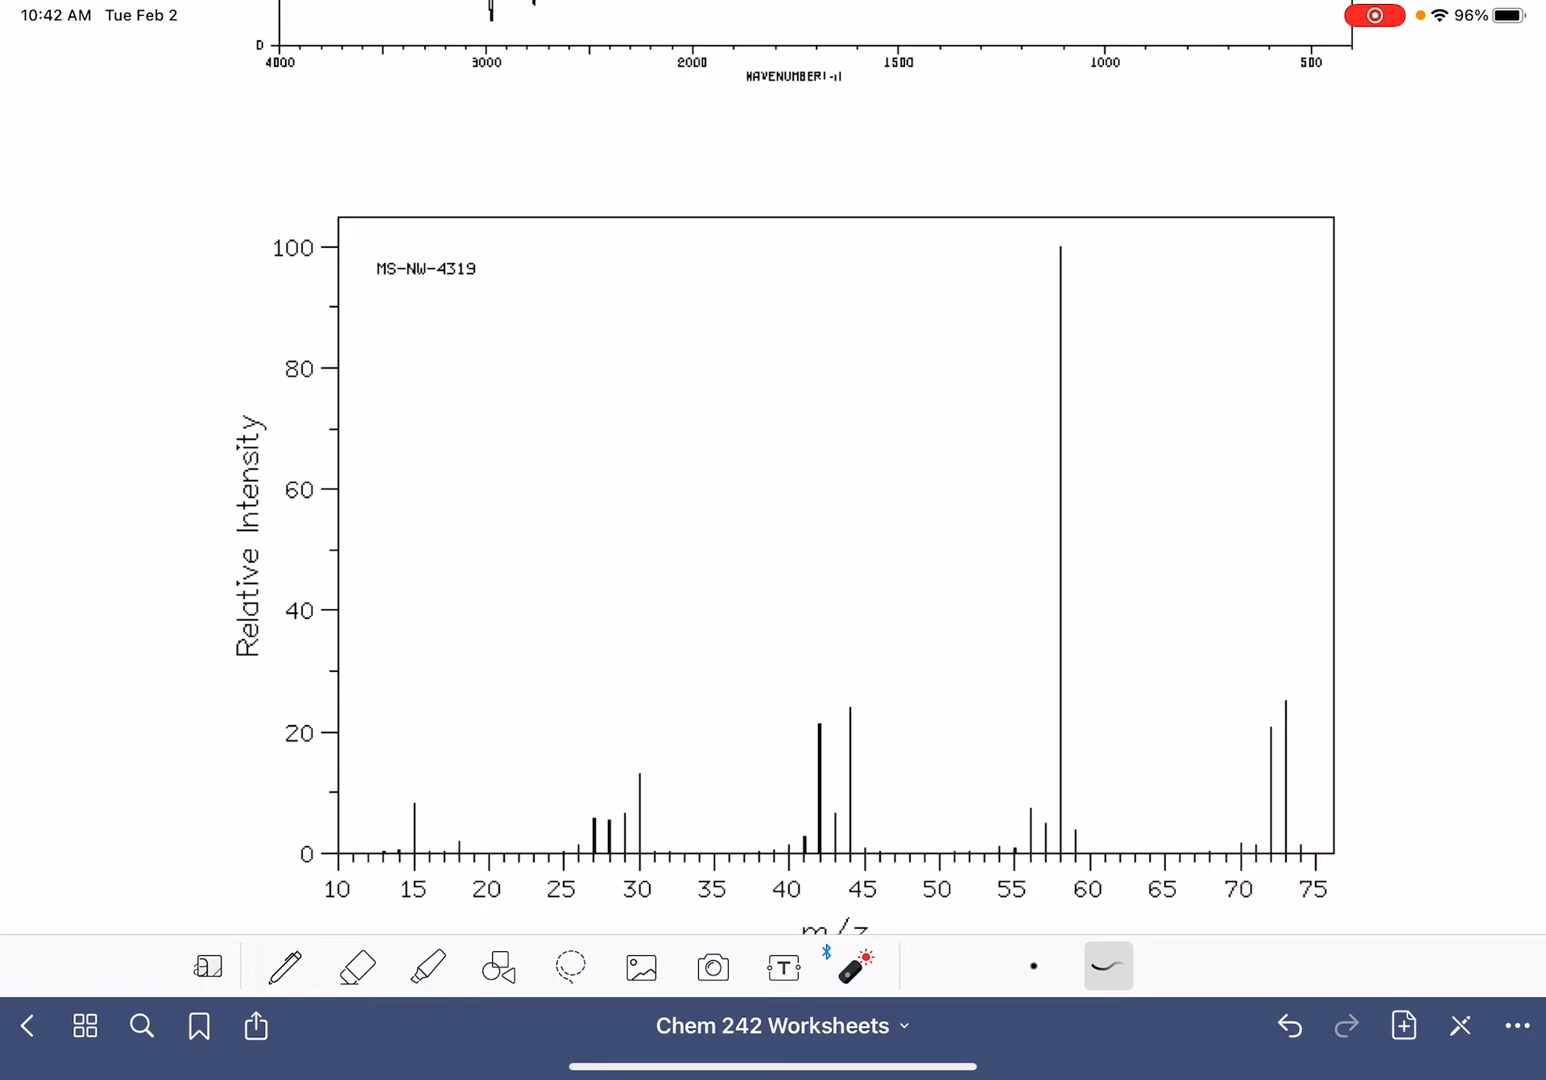 10:42 AM Tue Feb 2
96%
D
4000 3000 2000 1500 1000 500
WAVENUMBERI-ıl
MS-NW-4319
100
80
60
40
20
0
Relative Intensity
10 15 20 25 30 35 40 45 50 55 60 65 70 75
m/z
T
Chem 242 Worksheets